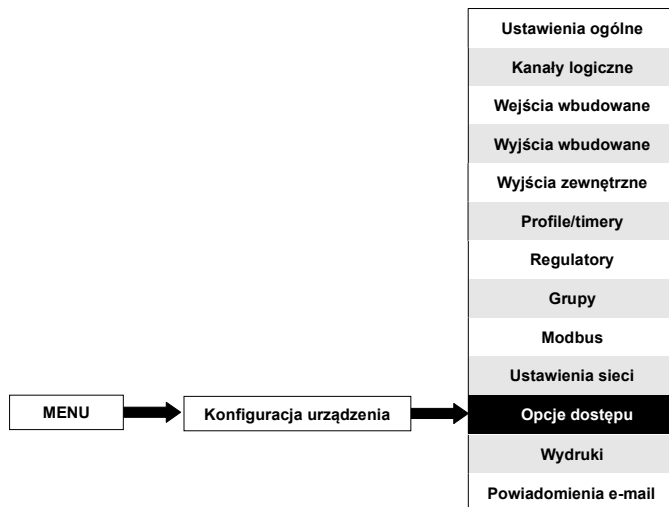 Ustawienia ogólne
Kanały logiczne
Wejścia wbudowane
Wyjścia wbudowane
Wyjścia zewnętrzne
Profile/timery
Regulatory
Grupy
Modbus
Ustawienia sieci
MENU
Konfiguracja urządzenia
Opcje dostępu
Wydruki
Powiadomienia e-mail